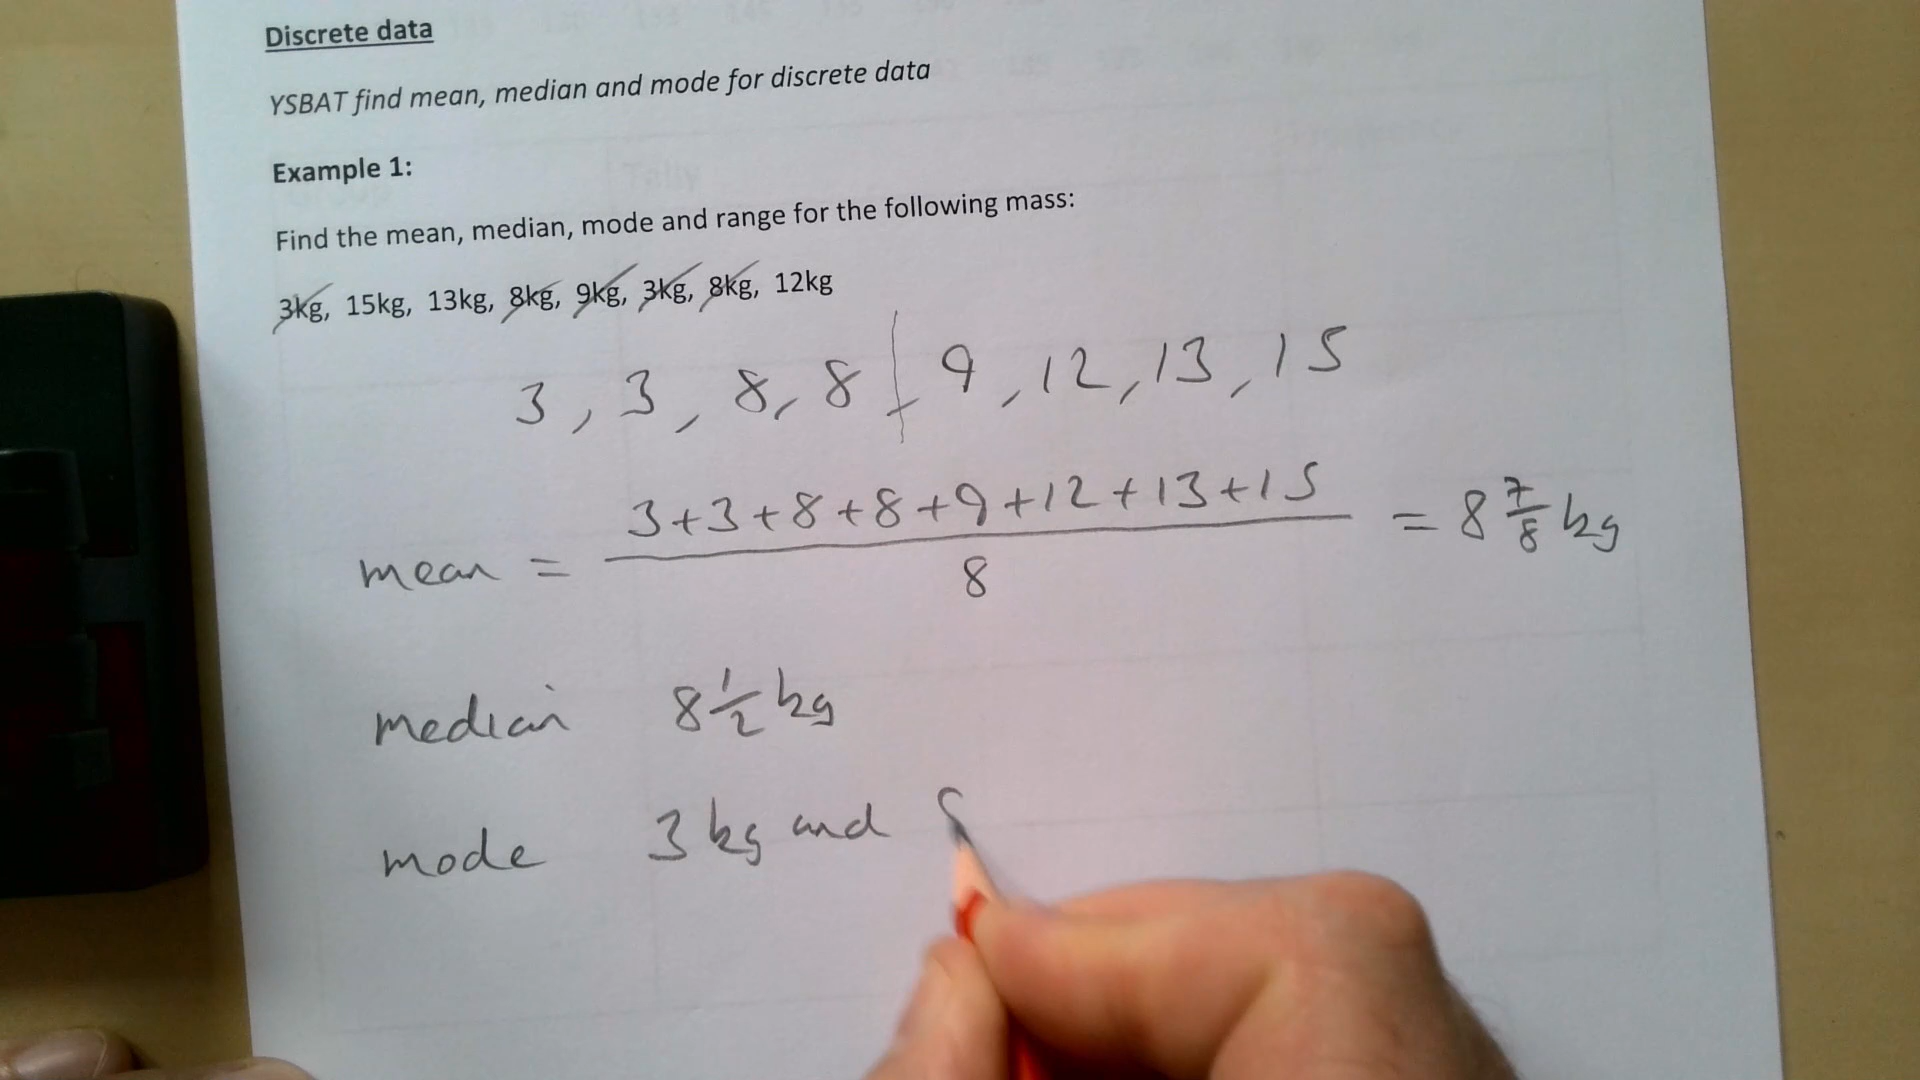 Discrete data
YSBAT find mean, median and mode for discrete data
Example 1:
Find the mean, median, mode and range for the following mass:
3kg, 15kg, 13kg, 8kg, 9kg, 3kg, 8kg, 12kg
3, 3, 8, 8, 9, 12, 13, 15
mean = 3+3+8+8+9+12+13+15 / 8 = 8 7/8 kg
median 8 1/2 kg
mode 3 kg and